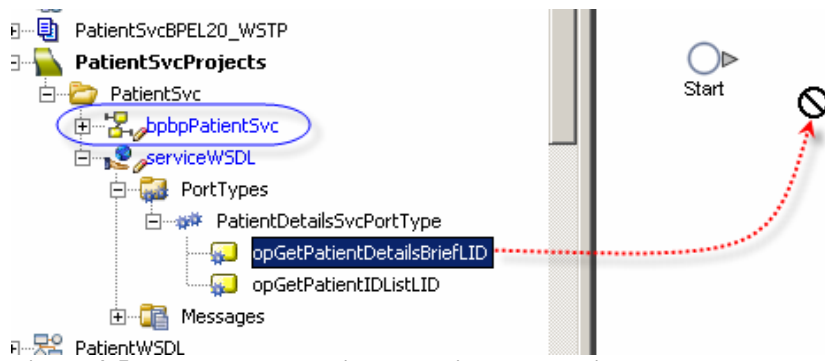 PatientSvcBPEL20_WSTP
PatientSvcProjects
PatientSvc
bpbpPatientSvc
serviceWSDL
PortTypes
PatientDetailsSvcPortType
opGetPatientDetailsBriefLID
opGetPatientIDListLID
Messages
PatientWSDL
Start